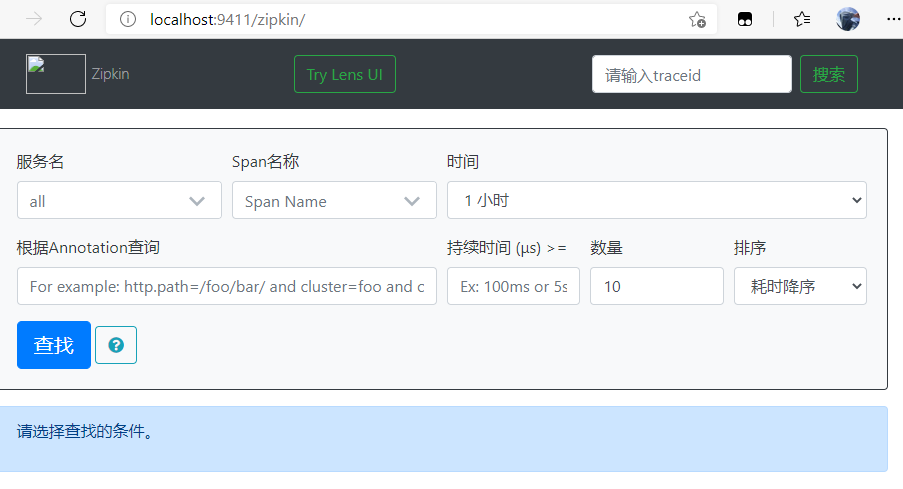 localhost:9411/zipkin/
Zipkin
Try Lens UI
请输入traceid
搜索
服务名
Span名称
时间
all
Span Name
1 小时
根据Annotation查询
持续时间 (μs) >=
数量
排序
For example: http.path=/foo/bar/ and cluster=foo and c
Ex: 100ms or 5s
10
耗时降序
查找
请选择查找的条件。